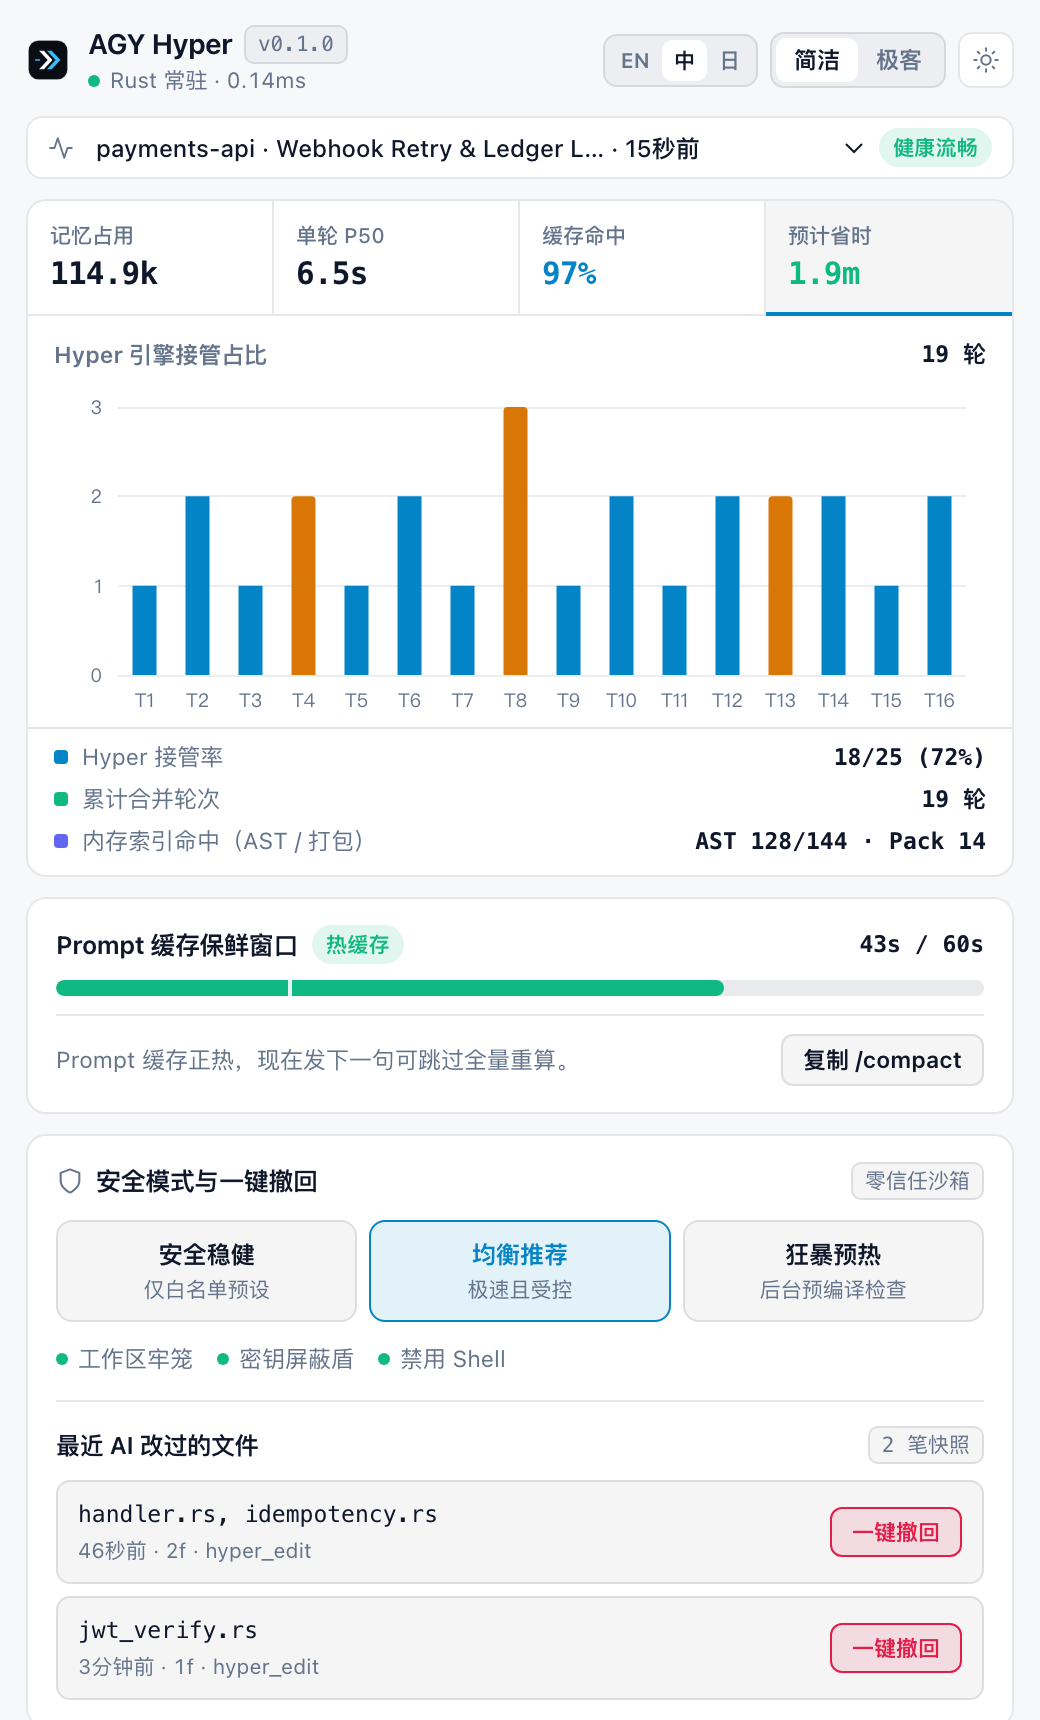 AGY Hyper v0.1.0
Rust 常驻 · 0.14ms
EN 中 日
简洁 极客
payments-api · Webhook Retry & Ledger L... · 15秒前
健康流畅
记忆占用
114.9k
单轮 P50
6.5s
缓存命中
97%
预计省时
1.9m
Hyper 引擎接管占比
19 轮
3
2
1
0
T1 T2 T3 T4 T5 T6 T7 T8 T9 T10 T11 T12 T13 T14 T15 T16
Hyper 接管率 18/25 (72%)
累计合并轮次 19 轮
内存索引命中（AST / 打包） AST 128/144 · Pack 14
Prompt 缓存保鲜窗口 热缓存 43s / 60s
Prompt 缓存正热，现在发下一句可跳过全量重算。
复制 /compact
安全模式与一键撤回
零信任沙箱
安全稳健
仅白名单预设
均衡推荐
极速且受控
狂暴预热
后台预编译检查
工作区牢笼 密钥屏蔽盾 禁用 Shell
最近 AI 改过的文件
2 笔快照
handler.rs, idempotency.rs
46秒前 · 2f · hyper_edit
一键撤回
jwt_verify.rs
3分钟前 · 1f · hyper_edit
一键撤回